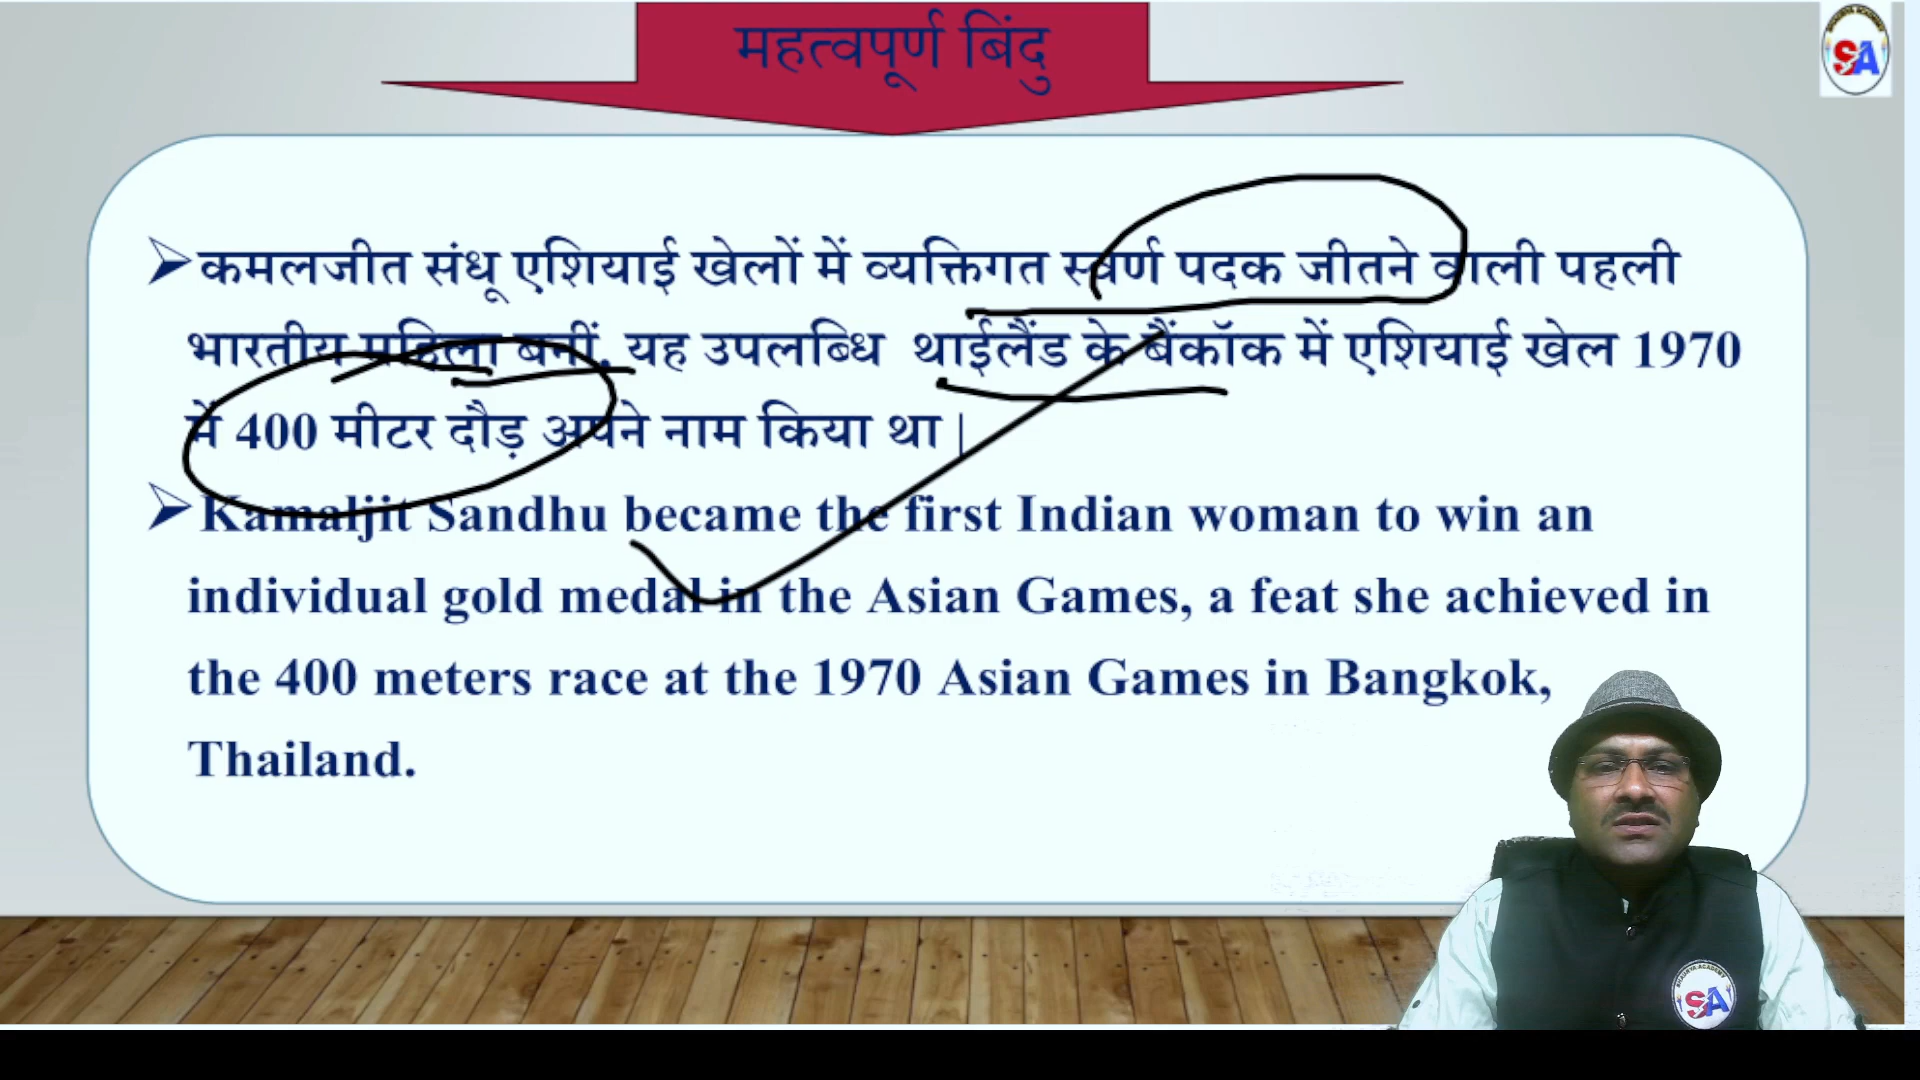 महत्वपूर्ण बिंदु
SA
➢कमलजीत संधू एशियाई खेलों में व्यक्तिगत स्वर्ण पदक जीतने वाली पहली
भारतीय महिला बनीं, यह उपलब्धि थाईलैंड के बैंकॉक में एशियाई खेल 1970
में 400 मीटर दौड़ अपने नाम किया था |
➢Kamaljit Sandhu became the first Indian woman to win an
individual gold medal in the Asian Games, a feat she achieved in
the 400 meters race at the 1970 Asian Games in Bangkok,
Thailand.
SA